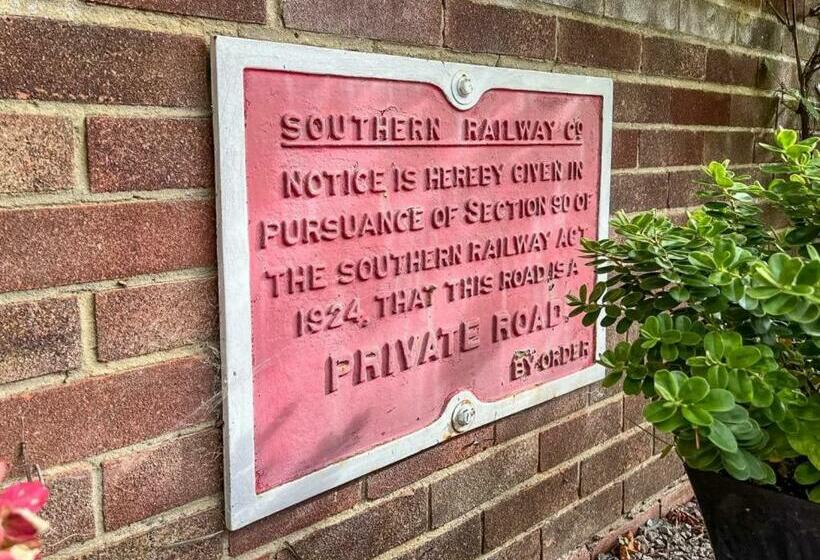 SOUTHERN RAILWAY Co
NOTICE IS HEREBY GIVEN IN
PURSUANCE OF SECTION 90 OF
THE SOUTHERN RAILWAY ACT
1924, THAT THIS ROAD IS A
PRIVATE ROAD.
BY ORDER